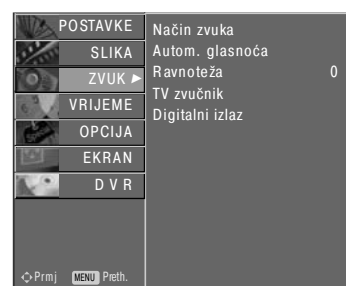 POSTAVKE
SLIKA
ZVUK
VRIJEME
OPCIJA
EKRAN
DVR
Način zvuka
Autom. glasnoća
Ravnoteža 0
TV zvučnik
Digitalni izlaz
Prmj MENU Preth.